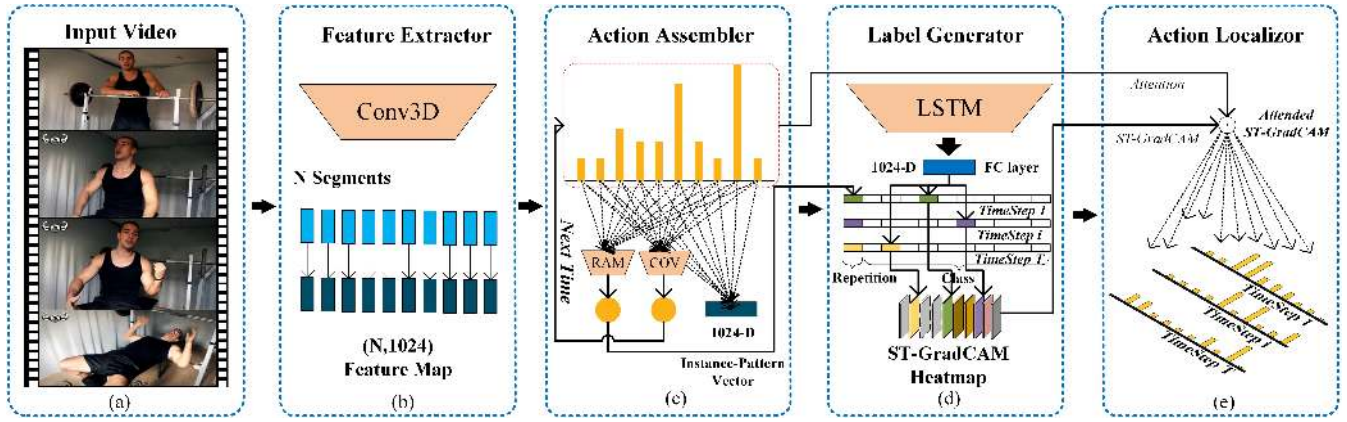 Input Video
(a)
Feature Extractor
Conv3D
N Segments
(N,1024)
Feature Map
(b)
Action Assembler
Next Time
RAM
COV
1024-D
Instance-Pattern
Vector
(c)
Label Generator
LSTM
1024-D
FC layer
TimeStep 1
TimeStep i
TimeStep T
Repetition
Class
ST-GradCAM
Heatmap
(d)
Action Localizor
Attention
ST-GradCAM
Attended
ST-GradCAM
TimeStep 1
TimeStep i
TimeStep T
(e)